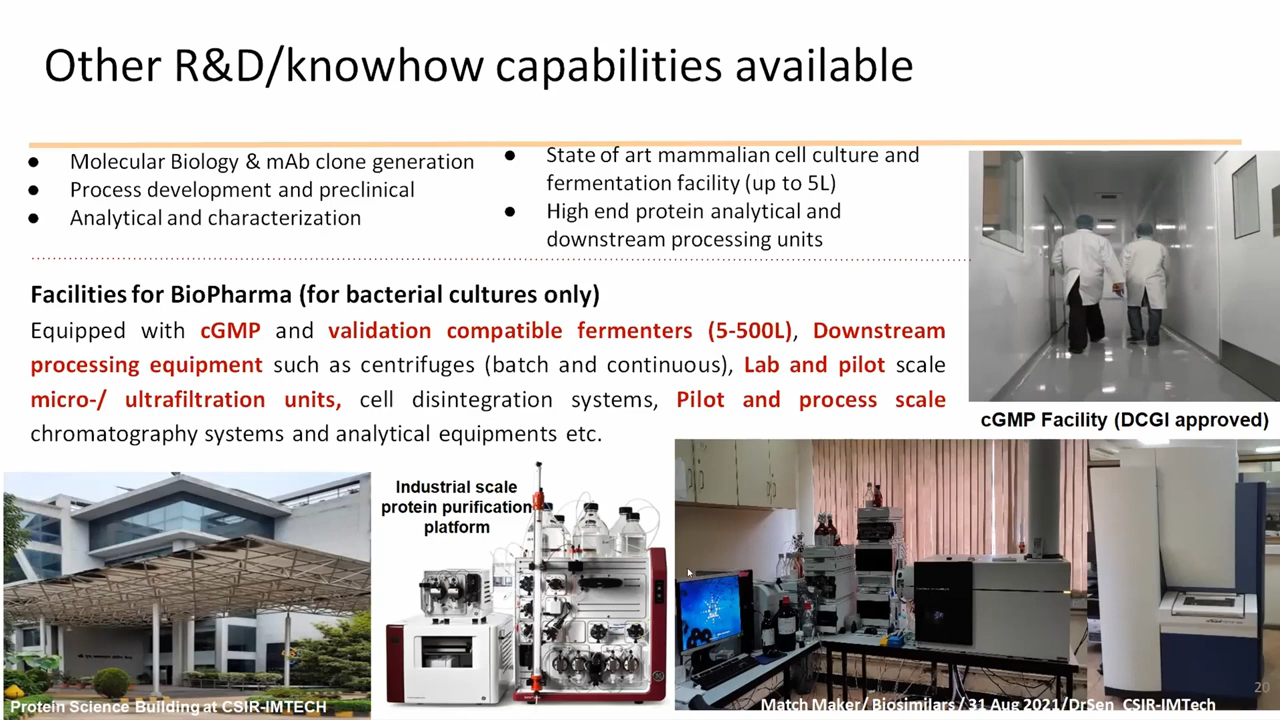 Other R&D/knowhow capabilities available
● Molecular Biology & mAb clone generation
● Process development and preclinical
● Analytical and characterization
● State of art mammalian cell culture and
fermentation facility (up to 5L)
● High end protein analytical and
downstream processing units
Facilities for BioPharma (for bacterial cultures only)
Equipped with cGMP and validation compatible fermenters (5-500L), Downstream
processing equipment such as centrifuges (batch and continuous), Lab and pilot scale
micro-/ ultrafiltration units, cell disintegration systems, Pilot and process scale
chromatography systems and analytical equipments etc.
cGMP Facility (DCGI approved)
Industrial scale
protein purification
platform
Protein Science Building at CSIR-IMTECH
Match Maker/ Biosimilars / 31 Aug 2021/DrSen_CSIR-IMTech
20